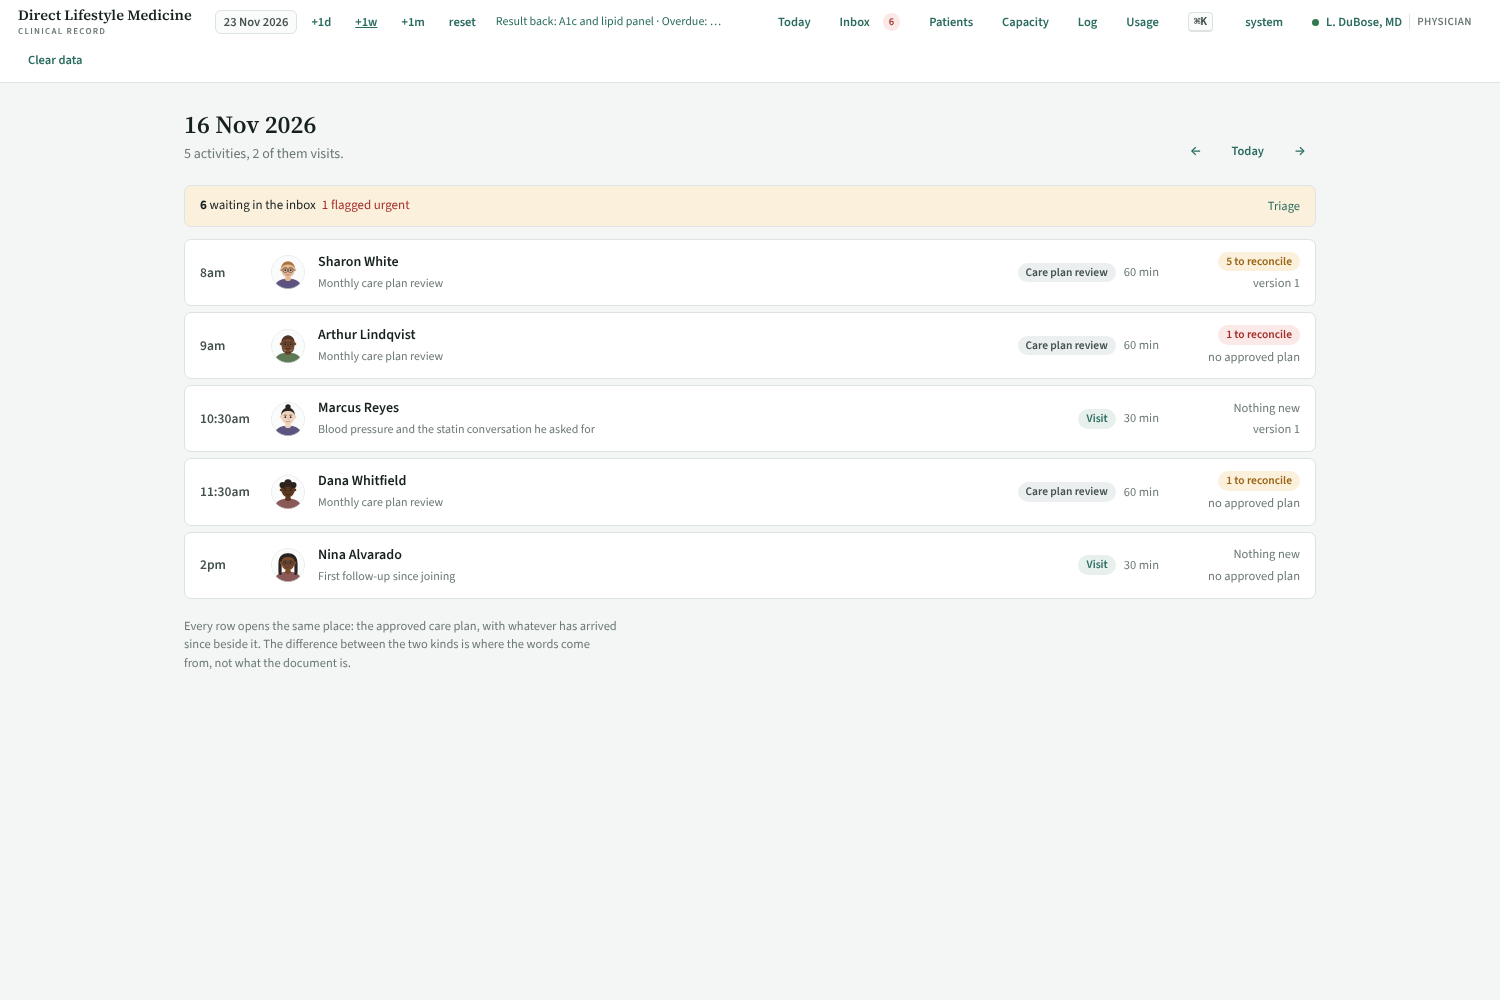 Direct Lifestyle Medicine
CLINICAL RECORD
23 Nov 2026 +1d +1w +1m reset Result back: A1c and lipid panel · Overdue: … Today Inbox 6 Patients Capacity Log Usage ⌘K system L. DuBose, MD PHYSICIAN
Clear data
16 Nov 2026
5 activities, 2 of them visits.
← Today →
6 waiting in the inbox 1 flagged urgent Triage
8am Sharon White Care plan review 60 min 5 to reconcile
Monthly care plan review version 1
9am Arthur Lindqvist Care plan review 60 min 1 to reconcile
Monthly care plan review no approved plan
10:30am Marcus Reyes Visit 30 min Nothing new
Blood pressure and the statin conversation he asked for version 1
11:30am Dana Whitfield Care plan review 60 min 1 to reconcile
Monthly care plan review no approved plan
2pm Nina Alvarado Visit 30 min Nothing new
First follow-up since joining no approved plan
Every row opens the same place: the approved care plan, with whatever has arrived
since beside it. The difference between the two kinds is where the words come
from, not what the document is.